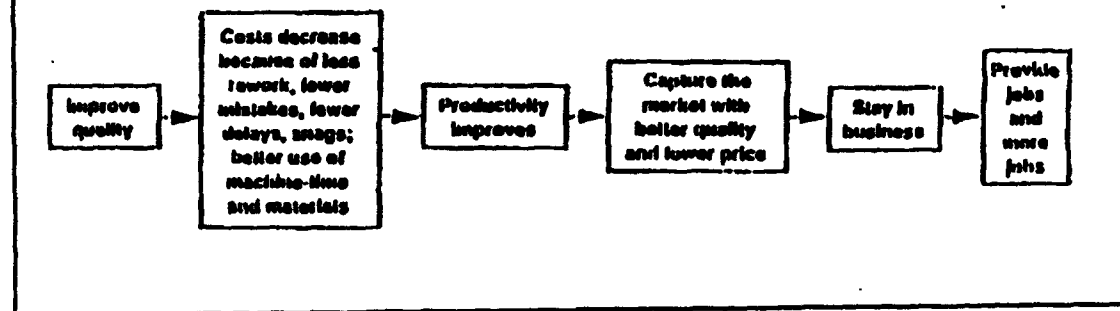 Improve
quality
Costs decrease
because of less
rework, fewer
mistakes, fewer
delays, snags;
better use of
machine-time
and materials
Productivity
improves
Capture the
market with
better quality
and lower price
Stay in
business
Provide
jobs
and
more
jobs